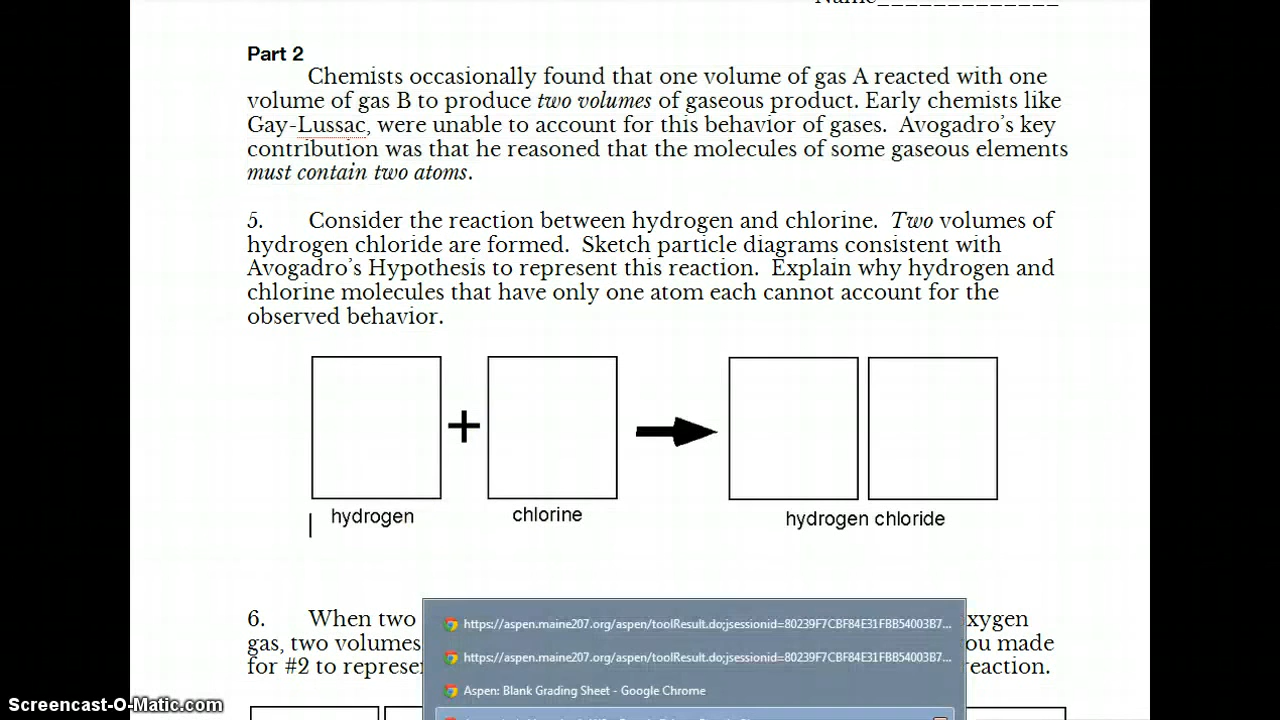 Name_____________
Part 2
Chemists occasionally found that one volume of gas A reacted with one
volume of gas B to produce two volumes of gaseous product. Early chemists like
Gay-Lussac, were unable to account for this behavior of gases. Avogadro's key
contribution was that he reasoned that the molecules of some gaseous elements
must contain two atoms.
5. Consider the reaction between hydrogen and chlorine. Two volumes of
hydrogen chloride are formed. Sketch particle diagrams consistent with
Avogadro's Hypothesis to represent this reaction. Explain why hydrogen and
chlorine molecules that have only one atom each cannot account for the
observed behavior.
+
hydrogen chlorine hydrogen chloride
6. When two xygen
gas, two volumes ou made
for #2 to represe reaction.
https://aspen.maine207.org/aspen/toolResult.do;jsessionid=80239F7CBF84E31FBB54003B7...
https://aspen.maine207.org/aspen/toolResult.do;jsessionid=80239F7CBF84E31FBB54003B7...
Aspen: Blank Grading Sheet - Google Chrome
Screencast-O-Matic.com